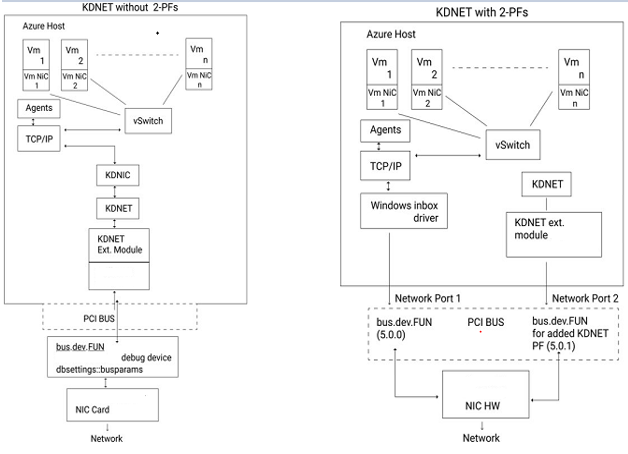 KDNET without 2-PFs
Azure Host
Vm
1
Vm NiC
1
Vm
2
Vm NiC
2
Vm
n
Vm NiC
n
Agents
TCP/IP
vSwitch
KDNIC
KDNET
KDNET
Ext. Module
PCI BUS
bus.dev.FUN
debug device
dbsettings::busparams
NIC Card
Network
KDNET with 2-PFs
Azure Host
Vm
1
Vm NiC
1
Vm
2
Vm NiC
2
Vm
n
Vm NiC
n
Agents
TCP/IP
vSwitch
Windows inbox
driver
KDNET
KDNET ext.
module
Network Port 1
Network Port 2
bus.dev.FUN
(5.0.0)
PCI BUS
bus.dev.FUN
for added KDNET
PF (5.0.1)
NIC HW
Network